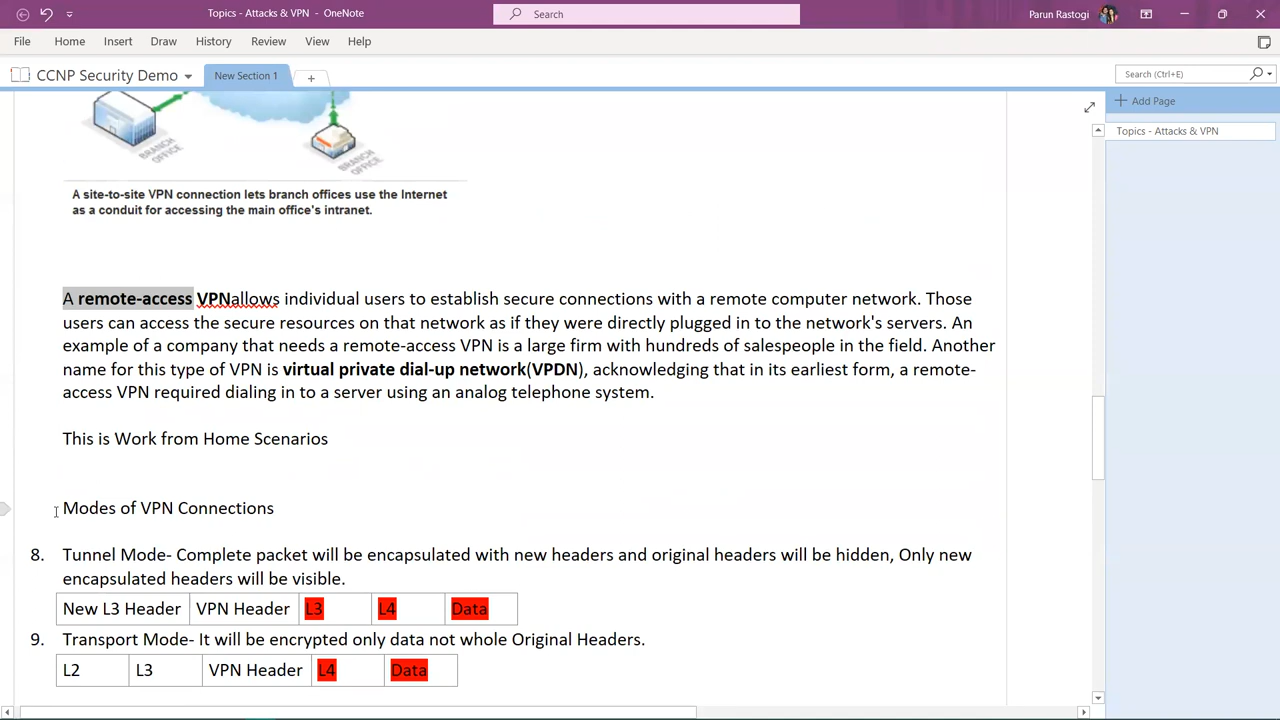 Topics - Attacks & VPN - OneNote
Search
Parun Rastogi
File Home Insert Draw History Review View Help
CCNP Security Demo
New Section 1
+
Search (Ctrl+E)
Add Page
Topics - Attacks & VPN
BRANCH OFFICE
BRANCH OFFICE
A site-to-site VPN connection lets branch offices use the Internet
as a conduit for accessing the main office's intranet.
A remote-access VPNallows individual users to establish secure connections with a remote computer network. Those
users can access the secure resources on that network as if they were directly plugged in to the network's servers. An
example of a company that needs a remote-access VPN is a large firm with hundreds of salespeople in the field. Another
name for this type of VPN is virtual private dial-up network(VPDN), acknowledging that in its earliest form, a remote-
access VPN required dialing in to a server using an analog telephone system.
This is Work from Home Scenarios
Modes of VPN Connections
8. Tunnel Mode- Complete packet will be encapsulated with new headers and original headers will be hidden, Only new
encapsulated headers will be visible.
New L3 Header VPN Header L3 L4 Data
9. Transport Mode- It will be encrypted only data not whole Original Headers.
L2 L3 VPN Header L4 Data